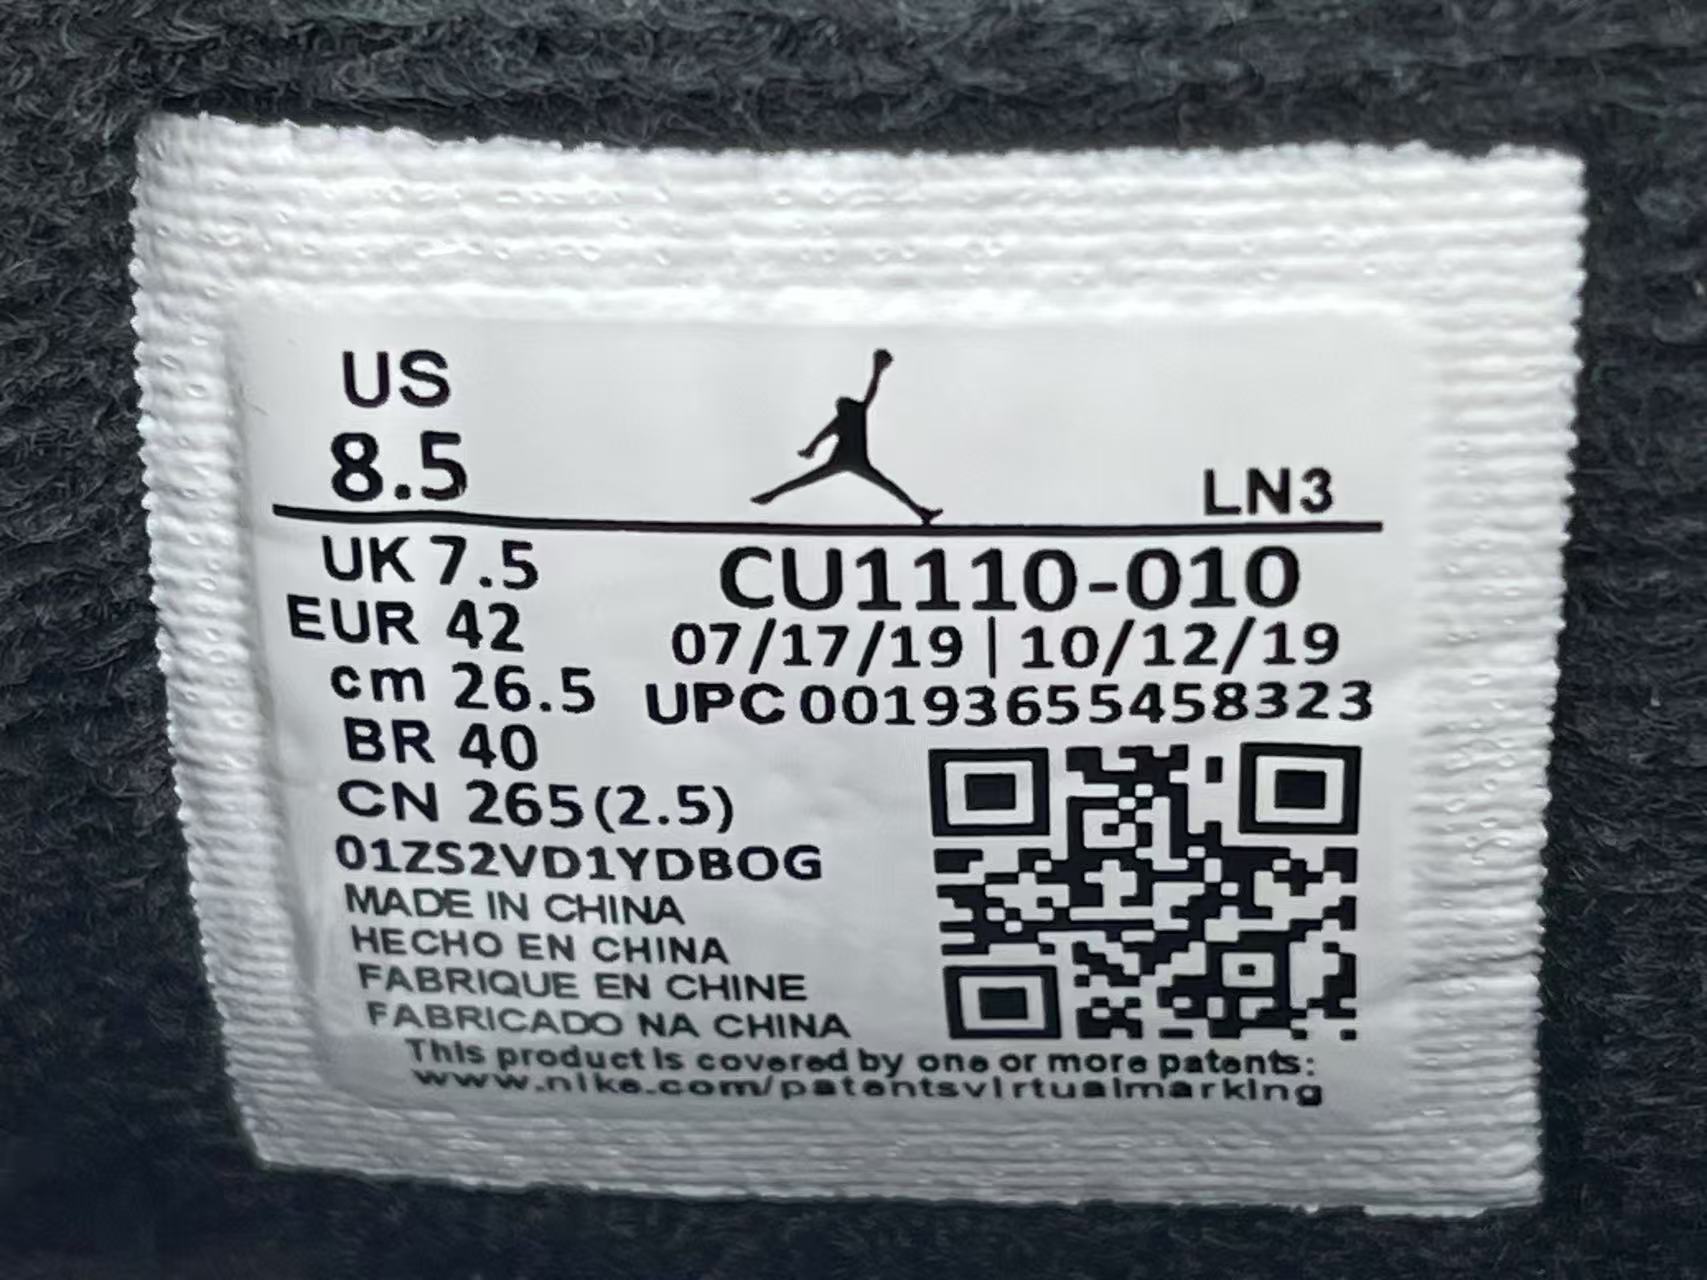 US
8.5
LN3
UK 7.5
CU1110-010
EUR 42
07/17/19 | 10/12/19
cm 26.5
UPC 00193655458323
BR 40
CN 265(2.5)
01ZS2VD1YDBOG
MADE IN CHINA
HECHO EN CHINA
FABRIQUE EN CHINE
FABRICADO NA CHINA
This product is covered by one or more patents:
www.nike.com/patentsvirtualmarking